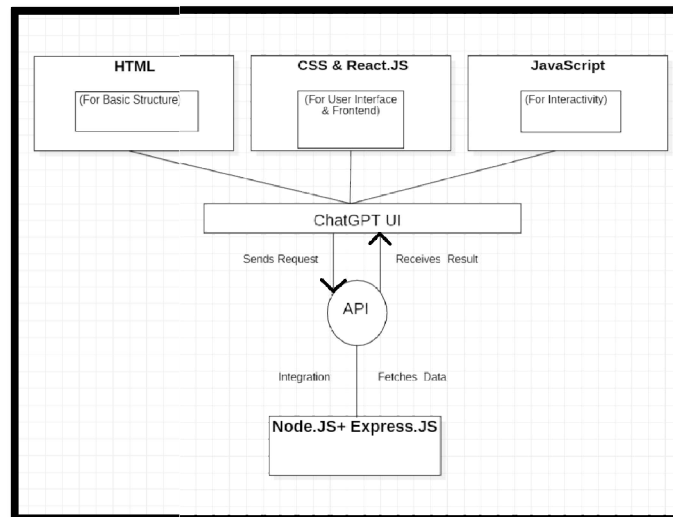 HTML
(For Basic Structure)
CSS & React.JS
(For User Interface
& Frontend)
JavaScript
(For Interactivity)
ChatGPT UI
Sends Request
Receives Result
API
Integration
Fetches Data
Node.JS+ Express.JS